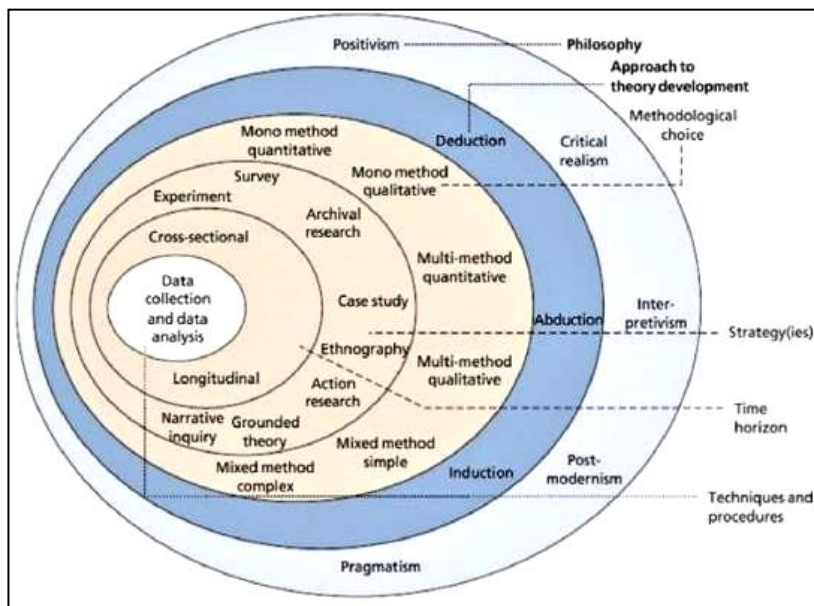 Positivism
Philosophy
Approach to
theory development
Methodological
choice
Deduction
Critical
realism
Mono method
quantitative
Mono method
qualitative
Survey
Experiment
Archival
research
Cross-sectional
Multi-method
quantitative
Data
collection
and data
analysis
Case study
Abduction
Inter-
pretivism
Strategy(ies)
Ethnography
Multi-method
qualitative
Longitudinal
Action
research
Time
horizon
Narrative
inquiry
Grounded
theory
Mixed method
simple
Mixed method
complex
Induction
Post-
modernism
Techniques and
procedures
Pragmatism